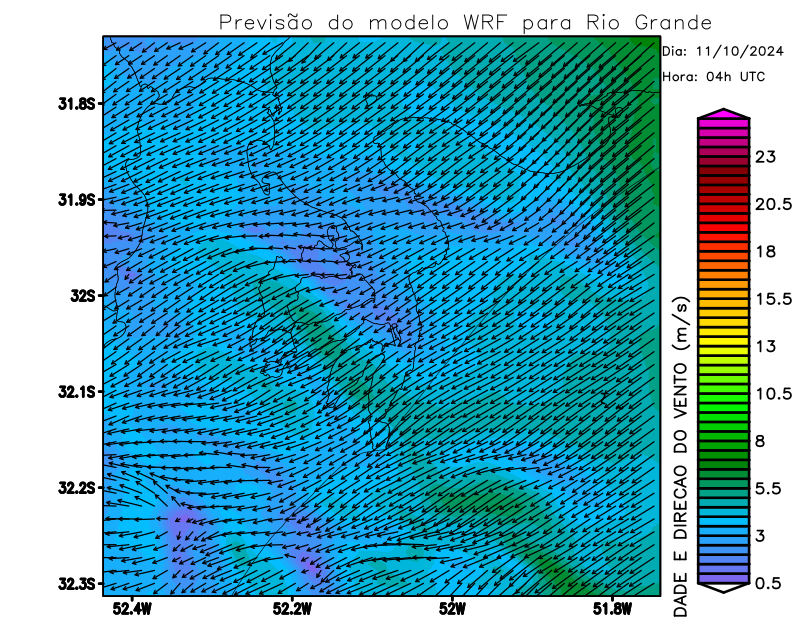 Previsão do modelo WRF para Rio Grande
Dia: 11/10/2024
Hora: 04h UTC
31.8S
31.9S
32S
32.1S
32.2S
32.3S
52.4W
52.2W
52W
51.8W
23
20.5
18
15.5
13
10.5
8
5.5
3
0.5
DADE E DIRECAO DO VENTO (m/s)